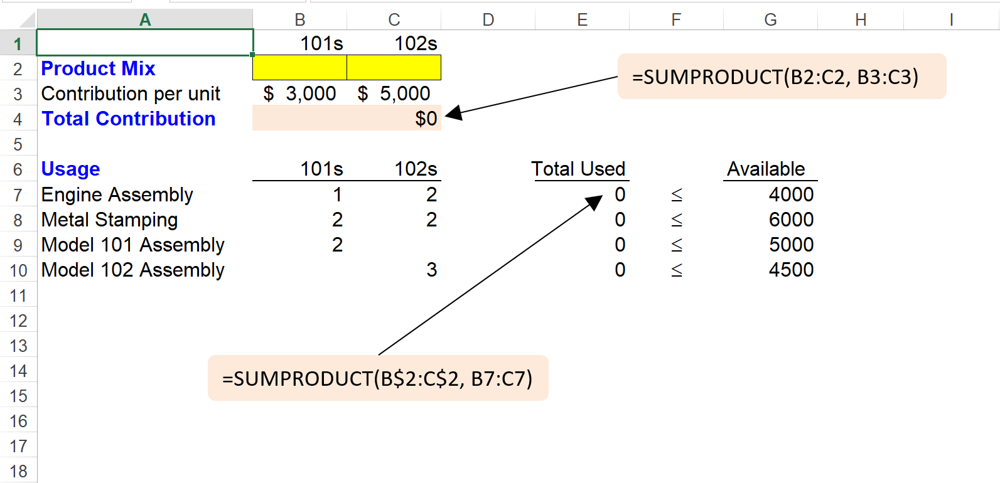 A B C D E F G H I
1 101s 102s
2 Product Mix
=SUMPRODUCT(B2:C2, B3:C3)
3 Contribution per unit $ 3,000 $ 5,000
4 Total Contribution $0
5
6 Usage 101s 102s Total Used Available
7 Engine Assembly 1 2 0 ≤ 4000
8 Metal Stamping 2 2 0 ≤ 6000
9 Model 101 Assembly 2 0 ≤ 5000
10 Model 102 Assembly 3 0 ≤ 4500
11
12
13
14
=SUMPRODUCT(B$2:C$2, B7:C7)
15
16
17
18